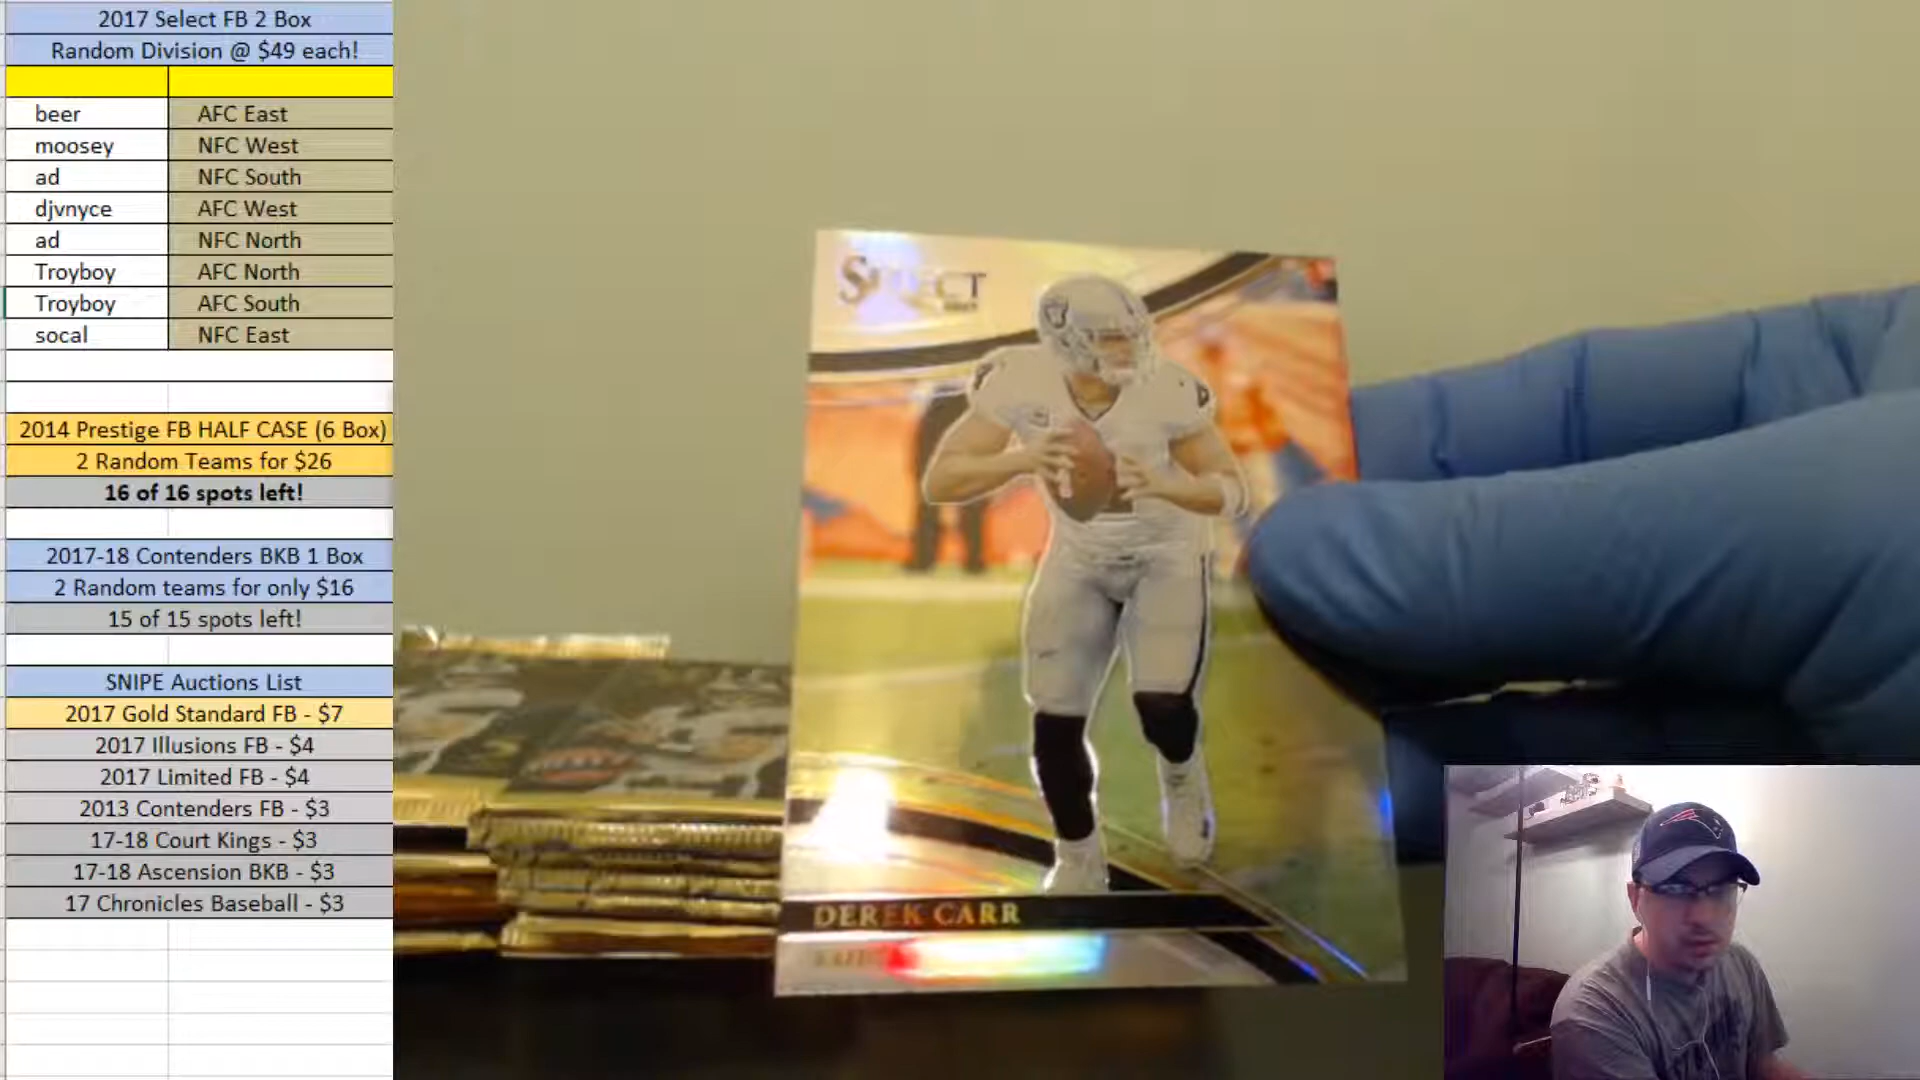 2017 Select FB 2 Box
Random Division @ $49 each!
beer AFC East
moosey NFC West
ad NFC South
djvnyce AFC West
ad NFC North
Troyboy AFC North
Troyboy AFC South
socal NFC East
2014 Prestige FB HALF CASE (6 Box)
2 Random Teams for $26
16 of 16 spots left!
2017-18 Contenders BKB 1 Box
2 Random teams for only $16
15 of 15 spots left!
SNIPE Auctions List
2017 Gold Standard FB - $7
2017 Illusions FB - $4
2017 Limited FB - $4
2013 Contenders FB - $3
17-18 Court Kings - $3
17-18 Ascension BKB - $3
17 Chronicles Baseball - $3
SELECT
DEREK CARR